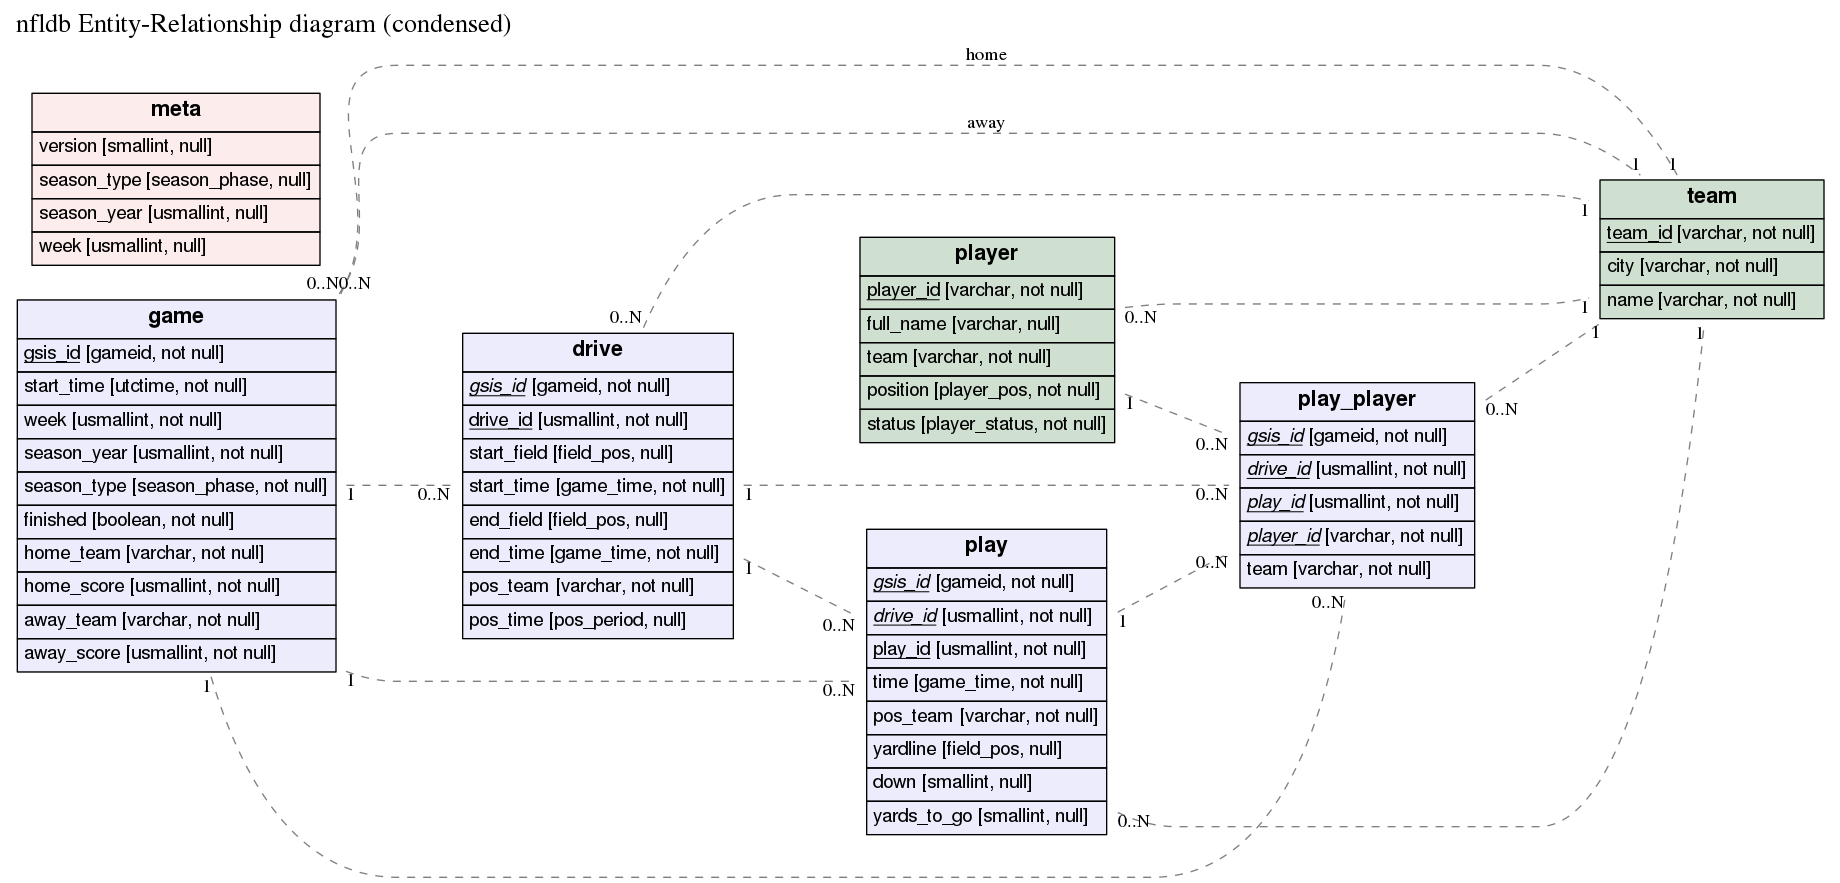 nfldb Entity-Relationship diagram (condensed)
home
away
meta
version [smallint, null]
season_type [season_phase, null]
season_year [usmallint, null]
week [usmallint, null]
0..N
0..N
game
gsis_id [gameid, not null]
start_time [utctime, not null]
week [usmallint, not null]
season_year [usmallint, not null]
season_type [season_phase, not null]
finished [boolean, not null]
home_team [varchar, not null]
home_score [usmallint, not null]
away_team [varchar, not null]
away_score [usmallint, not null]
1
0..N
1
0..N
1
0..N
drive
gsis_id [gameid, not null]
drive_id [usmallint, not null]
start_field [field_pos, null]
start_time [game_time, not null]
end_field [field_pos, null]
end_time [game_time, not null]
pos_team [varchar, not null]
pos_time [pos_period, null]
1
0..N
1
0..N
player
player_id [varchar, not null]
full_name [varchar, null]
team [varchar, not null]
position [player_pos, not null]
status [player_status, not null]
0..N
1
0..N
play
gsis_id [gameid, not null]
drive_id [usmallint, not null]
play_id [usmallint, not null]
time [game_time, not null]
pos_team [varchar, not null]
yardline [field_pos, null]
down [smallint, null]
yards_to_go [smallint, null]
1
0..N
0..N
play_player
gsis_id [gameid, not null]
drive_id [usmallint, not null]
play_id [usmallint, not null]
player_id [varchar, not null]
team [varchar, not null]
0..N
0..N
1
1
1
team
team_id [varchar, not null]
city [varchar, not null]
name [varchar, not null]
1
1
1